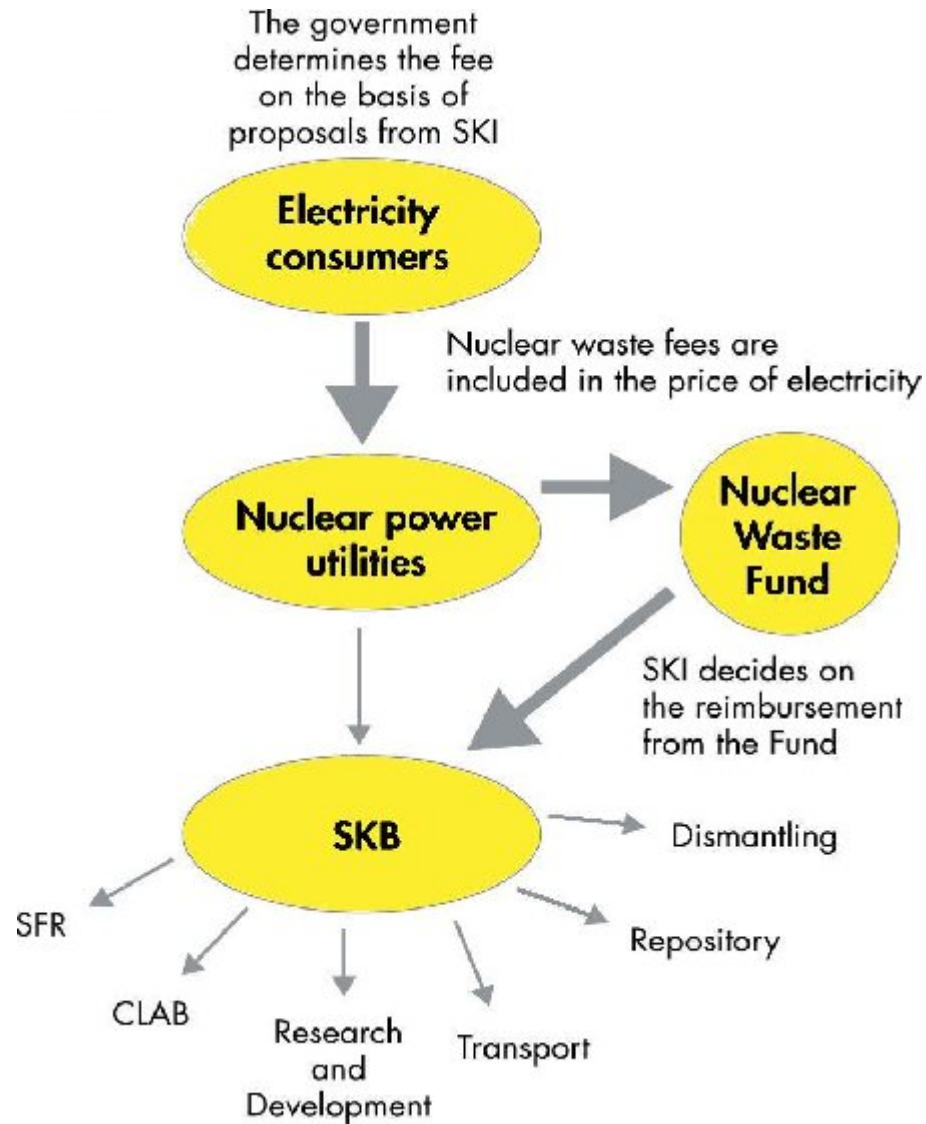 The government
determines the fee
on the basis of
proposals from SKI
Electricity
consumers
Nuclear waste fees are
included in the price of electricity
Nuclear power
utilities
Nuclear
Waste
Fund
SKI decides on
the reimbursement
from the Fund
SKB
Dismantling
Repository
Transport
Research
and
Development
CLAB
SFR